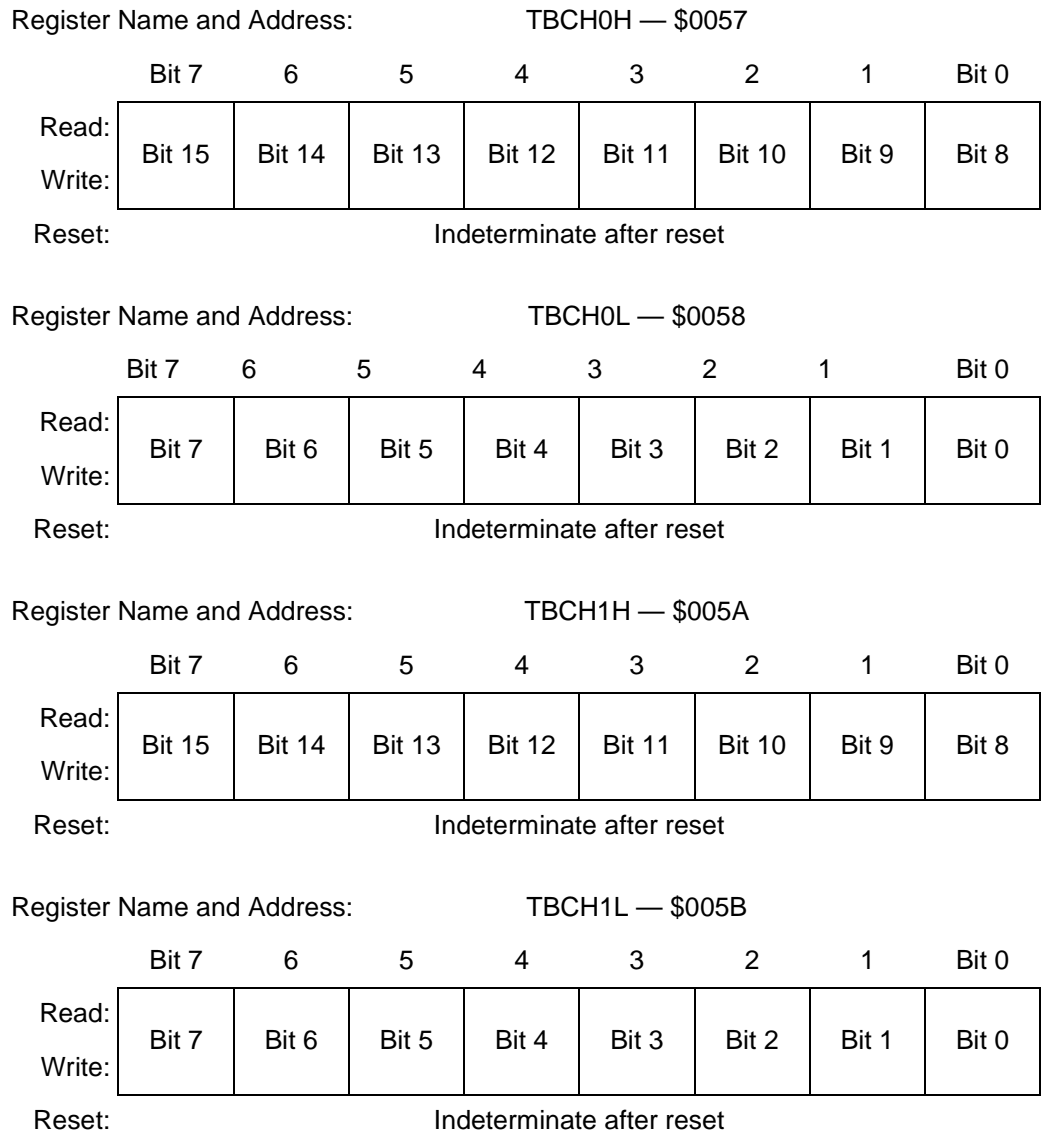 Register Name and Address: TBCH0H — $0057
Bit 7 6 5 4 3 2 1 Bit 0
Read:
Bit 15 Bit 14 Bit 13 Bit 12 Bit 11 Bit 10 Bit 9 Bit 8
Write:
Reset: Indeterminate after reset
Register Name and Address: TBCH0L — $0058
Bit 7 6 5 4 3 2 1 Bit 0
Read:
Bit 7 Bit 6 Bit 5 Bit 4 Bit 3 Bit 2 Bit 1 Bit 0
Write:
Reset: Indeterminate after reset
Register Name and Address: TBCH1H — $005A
Bit 7 6 5 4 3 2 1 Bit 0
Read:
Bit 15 Bit 14 Bit 13 Bit 12 Bit 11 Bit 10 Bit 9 Bit 8
Write:
Reset: Indeterminate after reset
Register Name and Address: TBCH1L — $005B
Bit 7 6 5 4 3 2 1 Bit 0
Read:
Bit 7 Bit 6 Bit 5 Bit 4 Bit 3 Bit 2 Bit 1 Bit 0
Write:
Reset: Indeterminate after reset